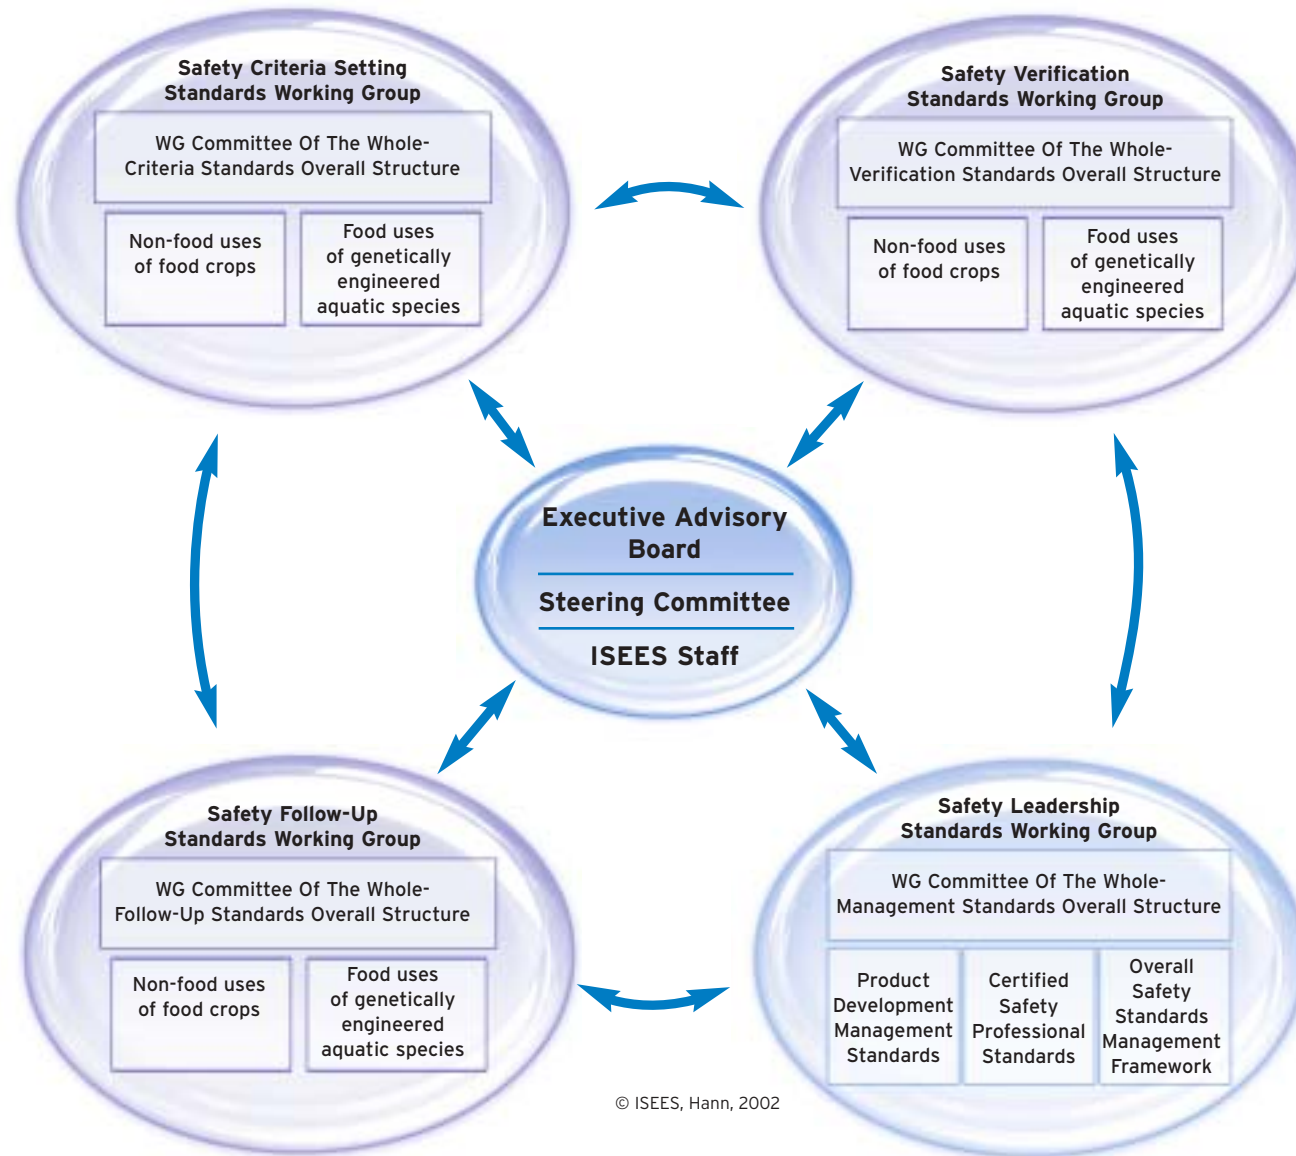 Safety Criteria Setting
Standards Working Group
WG Committee Of The Whole-
Criteria Standards Overall Structure
Non-food uses
of food crops
Food uses
of genetically
engineered
aquatic species
Safety Verification
Standards Working Group
WG Committee Of The Whole-
Verification Standards Overall Structure
Non-food uses
of food crops
Food uses
of genetically
engineered
aquatic species
Executive Advisory
Board
Steering Committee
ISEES Staff
Safety Follow-Up
Standards Working Group
WG Committee Of The Whole-
Follow-Up Standards Overall Structure
Non-food uses
of food crops
Food uses
of genetically
engineered
aquatic species
Safety Leadership
Standards Working Group
WG Committee Of The Whole-
Management Standards Overall Structure
Product
Development
Management
Standards
Certified
Safety
Professional
Standards
Overall
Safety
Standards
Management
Framework
© ISEES, Hann, 2002